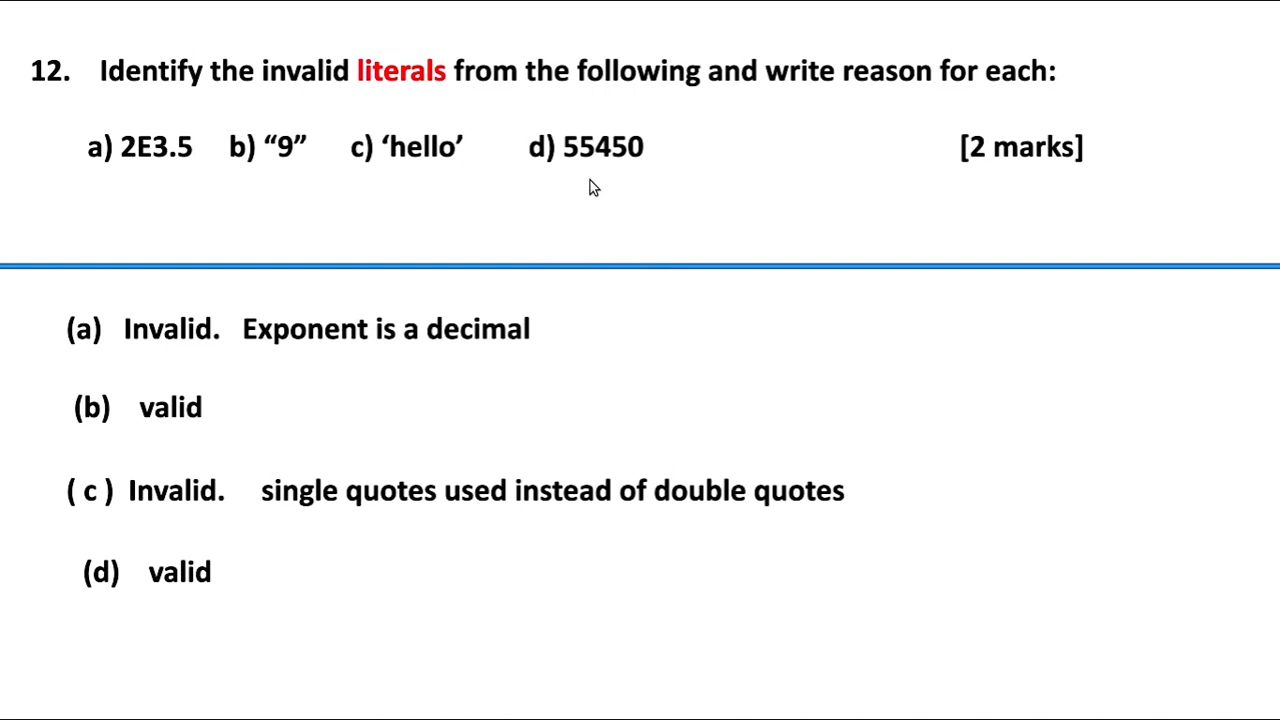 12. Identify the invalid literals from the following and write reason for each:
a) 2E3.5 b) “9” c) ‘hello’ d) 55450 [2 marks]
(a) Invalid. Exponent is a decimal
(b) valid
( c ) Invalid. single quotes used instead of double quotes
(d) valid